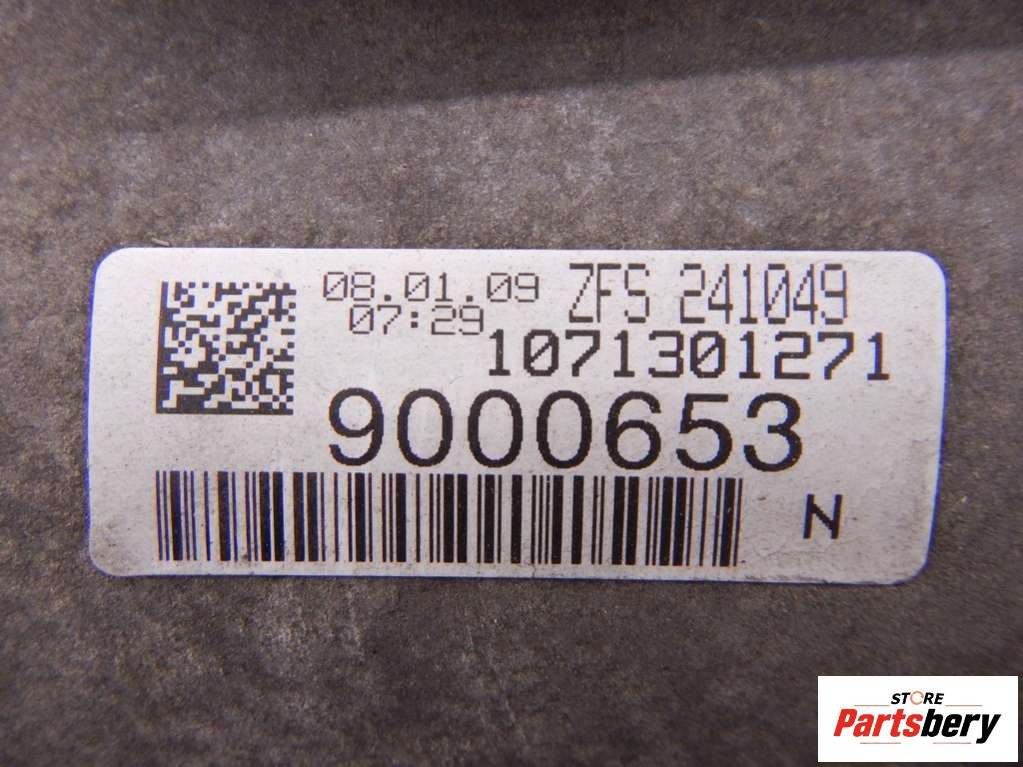 08.01.09 ZFS 241049
07:29
1071301271
9000653
N
STORE
Partsbery